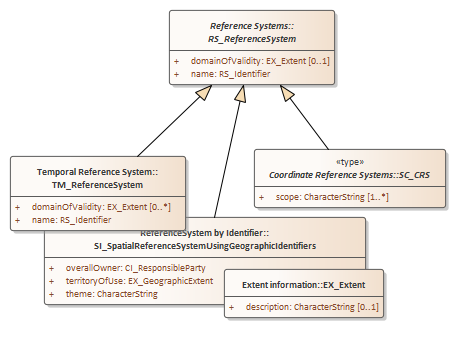 Reference Systems::
RS_ReferenceSystem
+ domainOfValidity: EX_Extent [0..1]
+ name: RS_Identifier
«type»
Coordinate Reference Systems::SC_CRS
+ scope: CharacterString [1..*]
Temporal Reference System::
TM_ReferenceSystem
+ domainOfValidity: EX_Extent [0..*]
+ name: RS_Identifier
ReferenceSystem by Identifier::
SI_SpatialReferenceSystemUsingGeographicIdentifiers
+ overallOwner: CI_ResponsibleParty
+ territoryOfUse: EX_GeographicExtent
+ theme: CharacterString
Extent information::EX_Extent
+ description: CharacterString [0..1]